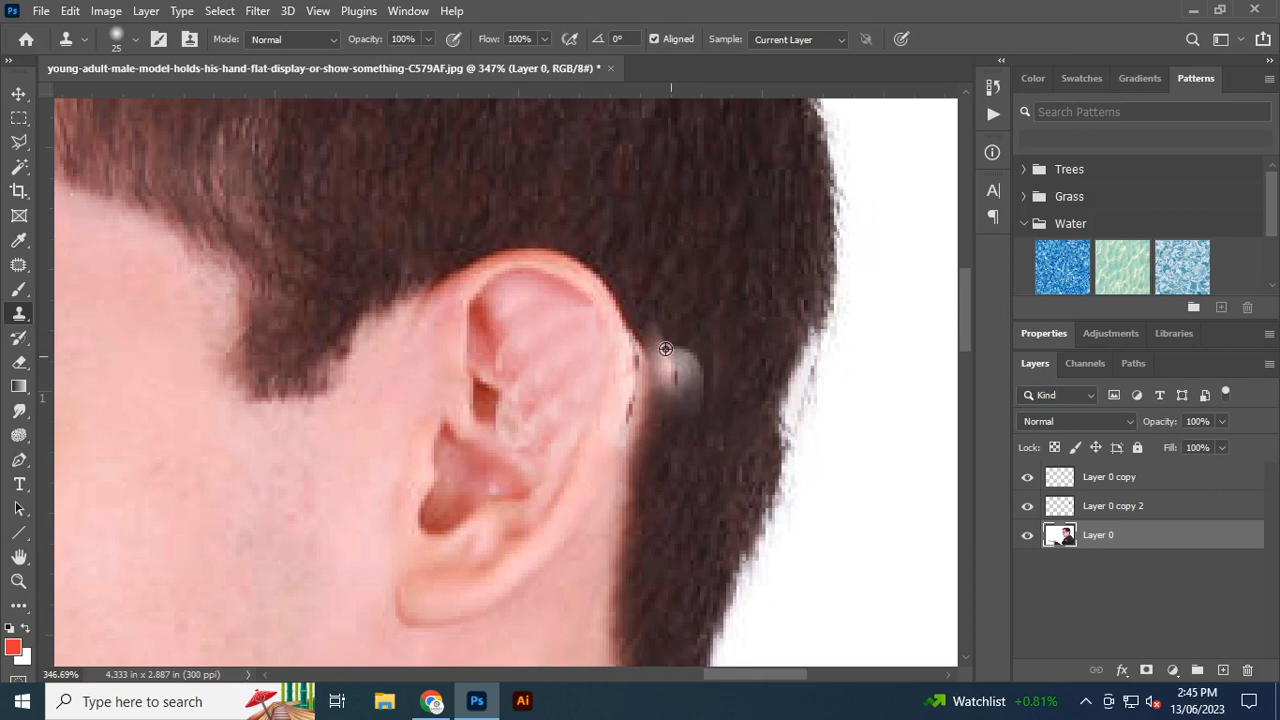 Ps File Edit Image Layer Type Select Filter 3D View Plugins Window Help
25 Mode: Normal Opacity: 100% Flow: 100% 0° Aligned Sample: Current Layer
young-adult-male-model-holds-his-hand-flat-display-or-show-something-C579AF.jpg @ 347% (Layer 0, RGB/8#) *
Color Swatches Gradients Patterns
Search Patterns
Trees
Grass
Water
Properties Adjustments Libraries
Layers Channels Paths
Kind
Normal Opacity: 100%
Lock: Fill: 100%
Layer 0 copy
Layer 0 copy 2
Layer 0
1
346.69% 4.333 in x 2.887 in (300 ppi)
Type here to search Ps Ai Watchlist +0.81% 2:45 PM
13/06/2023